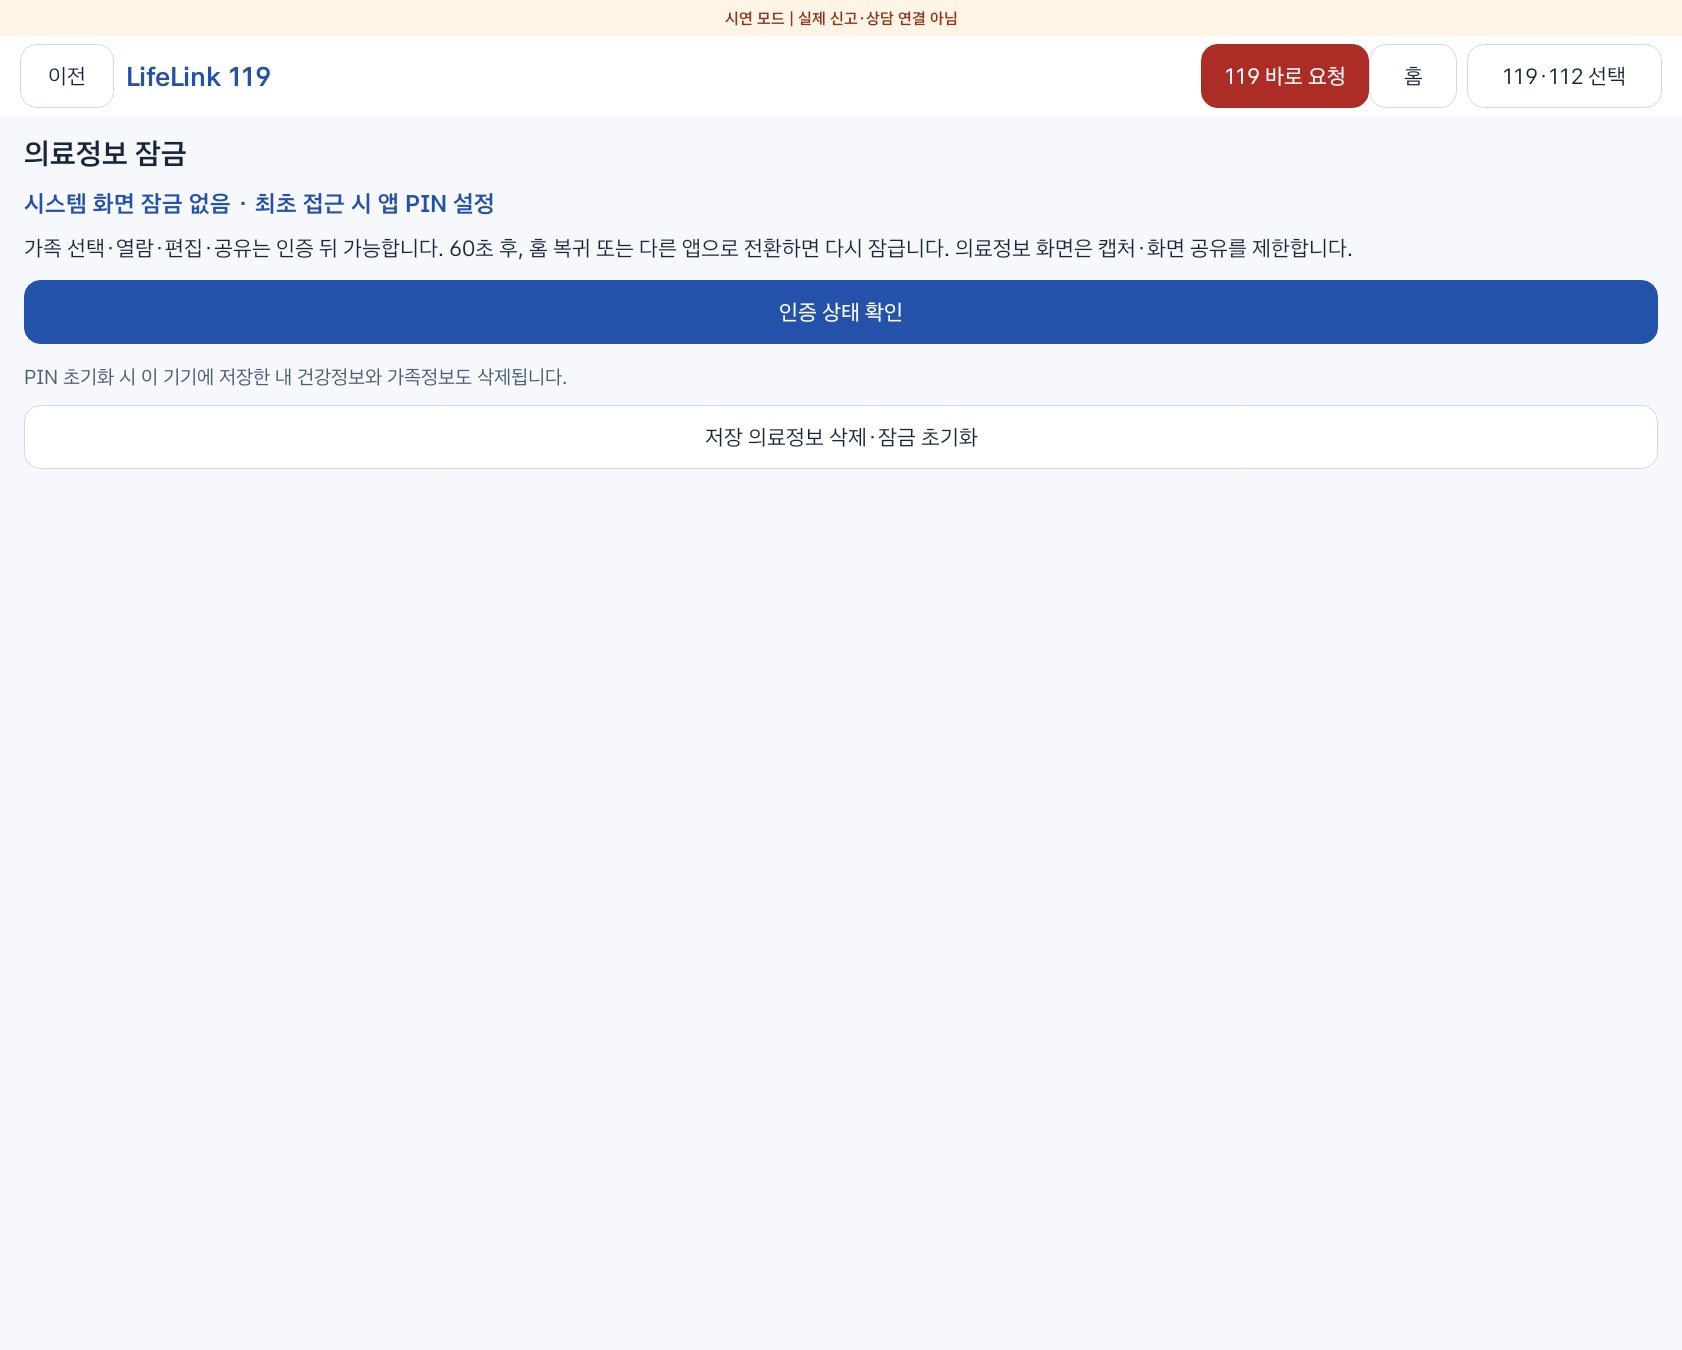 시연 모드 | 실제 신고·상담 연결 아님
이전
LifeLink 119
119 바로 요청
홈
119·112 선택
의료정보 잠금
시스템 화면 잠금 없음 · 최초 접근 시 앱 PIN 설정
가족 선택·열람·편집·공유는 인증 뒤 가능합니다. 60초 후, 홈 복귀 또는 다른 앱으로 전환하면 다시 잠급니다. 의료정보 화면은 캡처·화면 공유를 제한합니다.
인증 상태 확인
PIN 초기화 시 이 기기에 저장한 내 건강정보와 가족정보도 삭제됩니다.
저장 의료정보 삭제·잠금 초기화